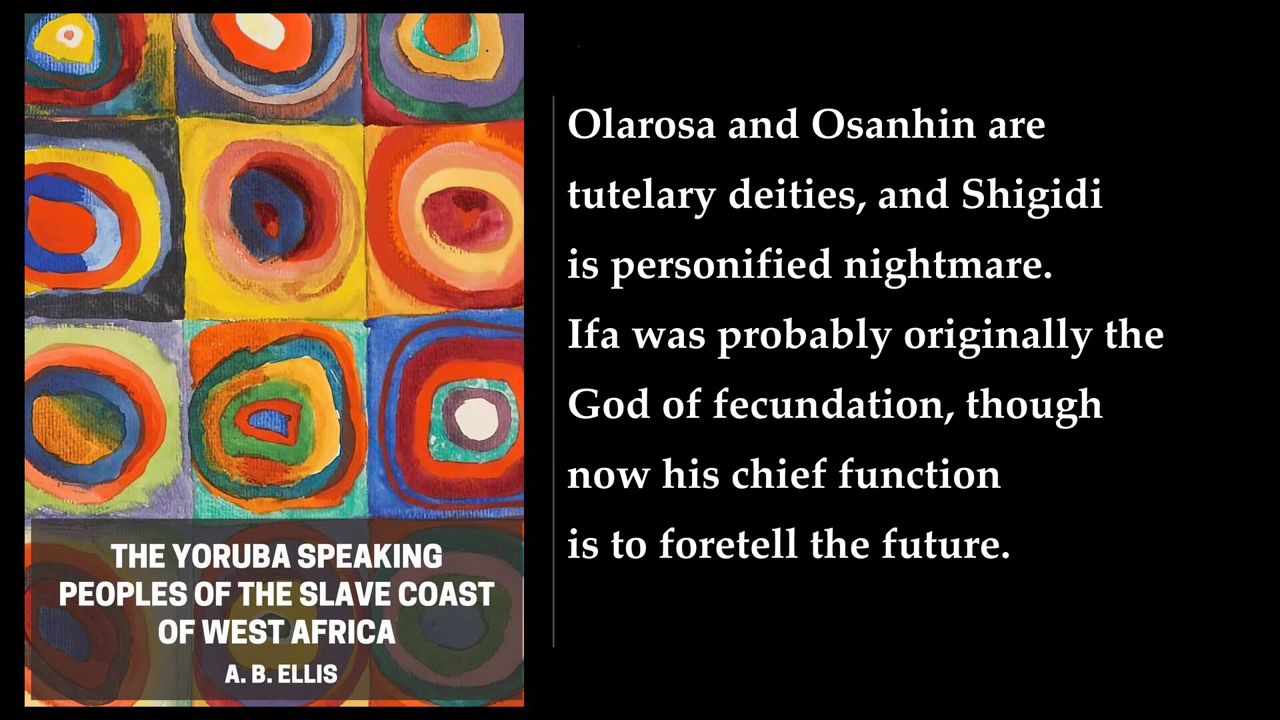 THE YORUBA SPEAKING
PEOPLES OF THE SLAVE COAST
OF WEST AFRICA
A. B. ELLIS
Olarosa and Osanhin are
tutelary deities, and Shigidi
is personified nightmare.
Ifa was probably originally the
God of fecundation, though
now his chief function
is to foretell the future.